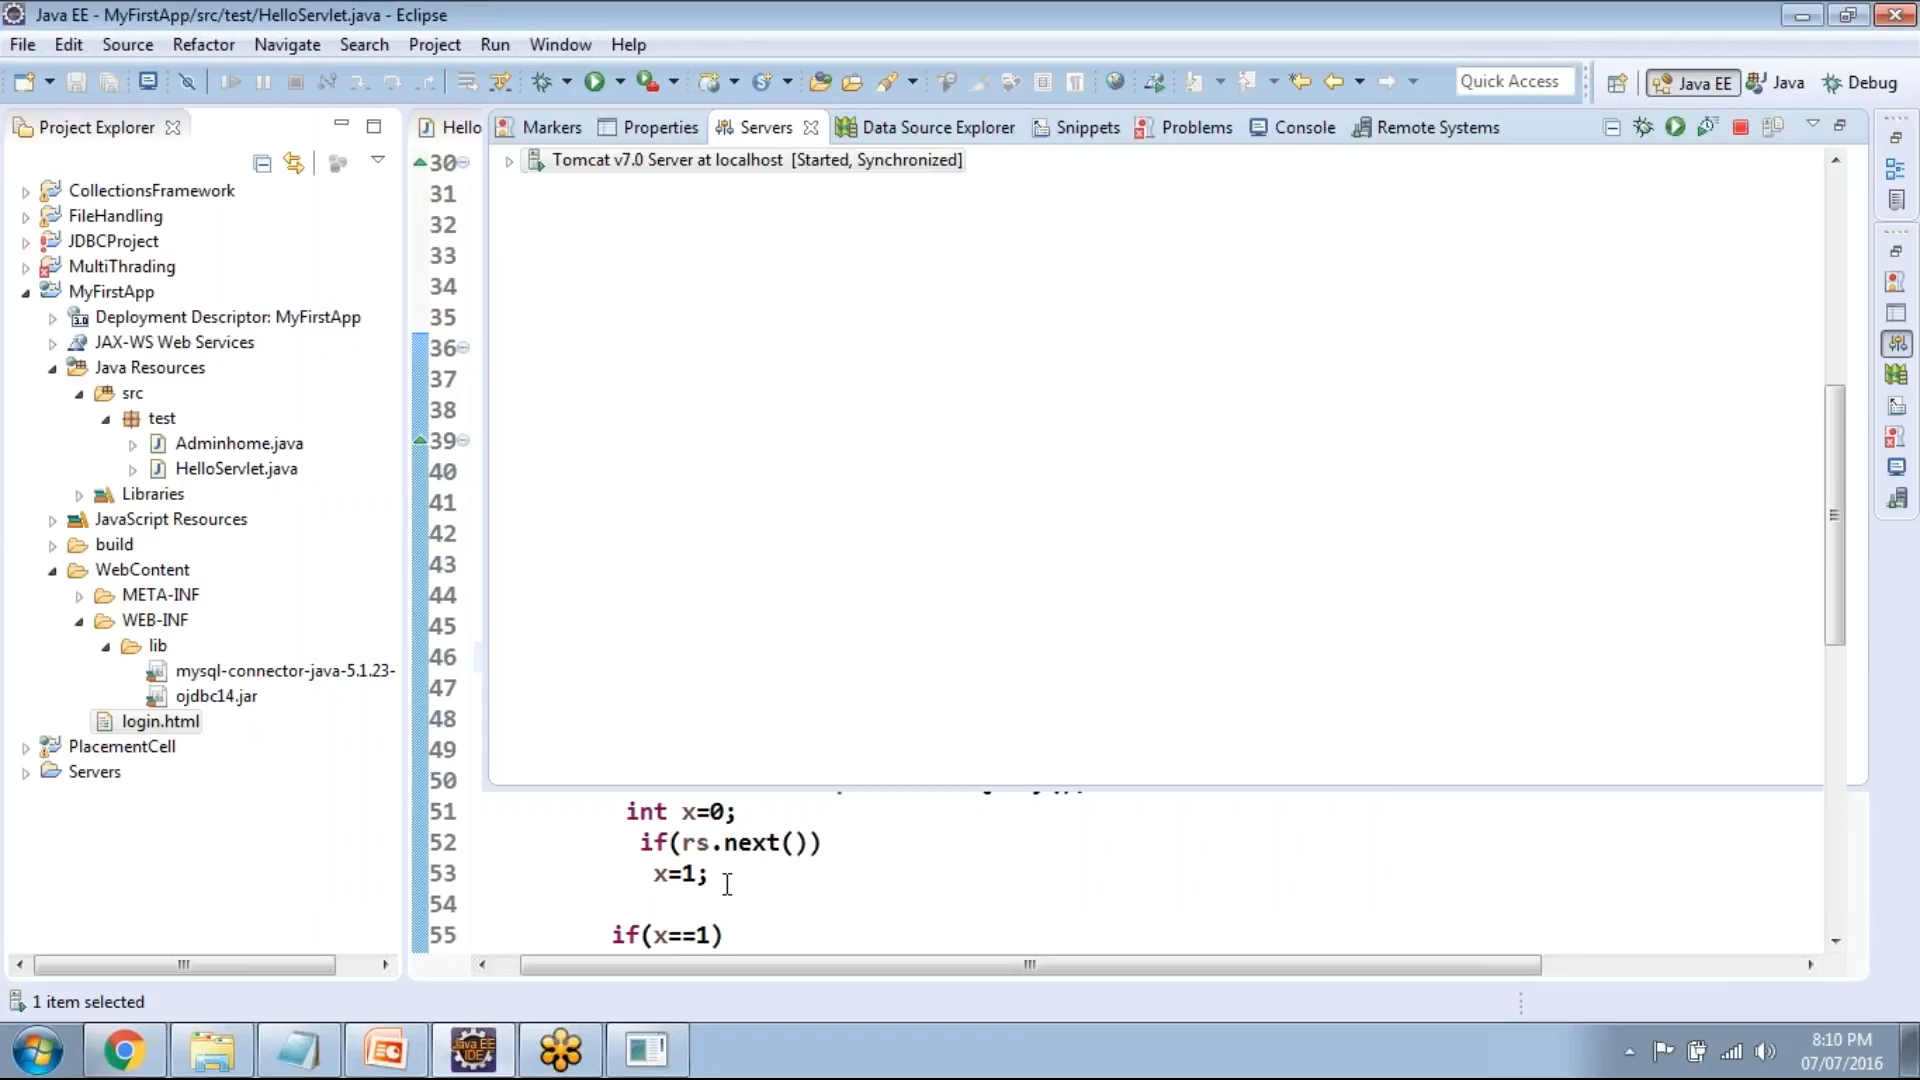 Java EE - MyFirstApp/src/test/HelloServlet.java - Eclipse
File Edit Source Refactor Navigate Search Project Run Window Help
Quick Access
Java EE Java Debug
Project Explorer
CollectionsFramework
FileHandling
JDBCProject
MultiThrading
MyFirstApp
Deployment Descriptor: MyFirstApp
JAX-WS Web Services
Java Resources
src
test
Adminhome.java
HelloServlet.java
Libraries
JavaScript Resources
build
WebContent
META-INF
WEB-INF
lib
mysql-connector-java-5.1.23-
ojdbc14.jar
login.html
PlacementCell
Servers
Hello Markers Properties Servers Data Source Explorer Snippets Problems Console Remote Systems
Tomcat v7.0 Server at localhost [Started, Synchronized]
30
31
32
33
34
35
36
37
38
39
40
41
42
43
44
45
46
47
48
49
50
51 int x=0;
52 if(rs.next())
53 x=1;
54
55 if(x==1)
1 item selected
Java EE
IDE
8:10 PM
07/07/2016